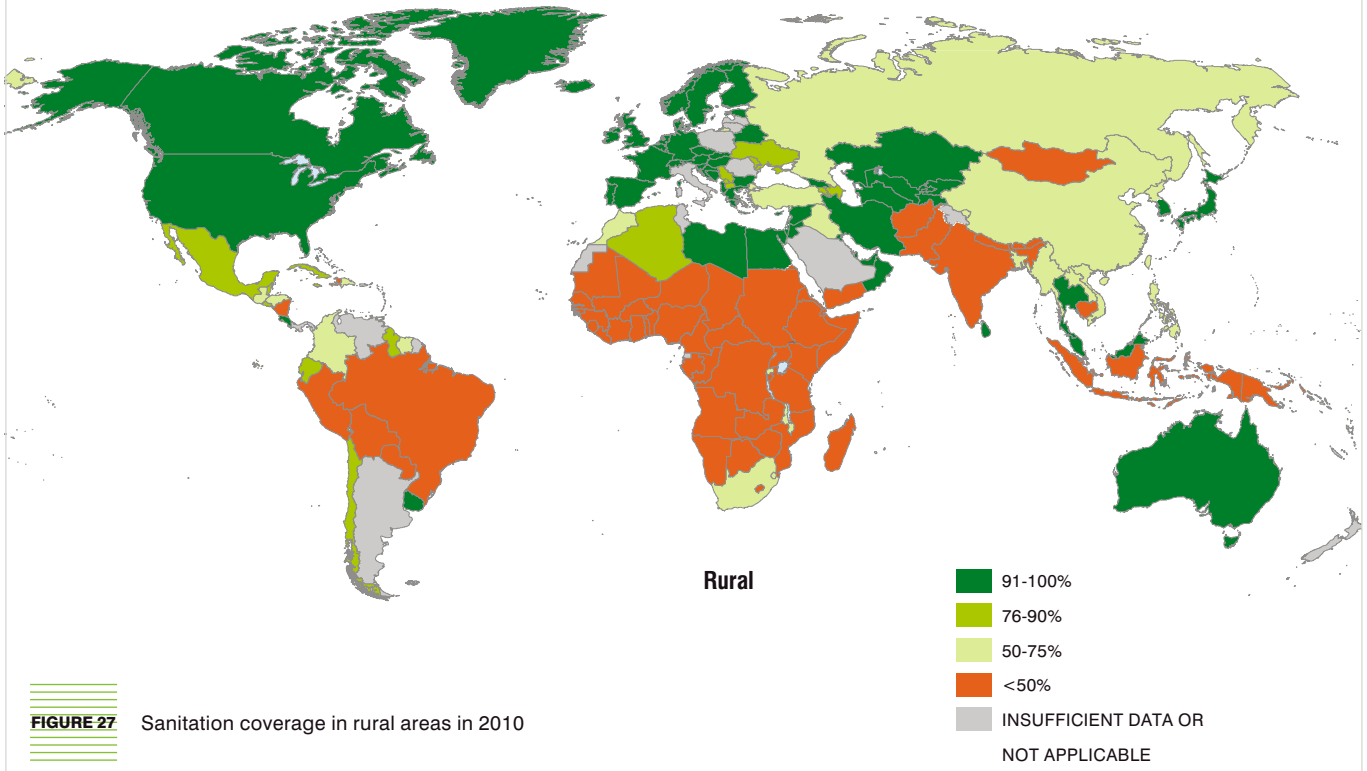 Rural
91-100%
76-90%
50-75%
<50%
INSUFFICIENT DATA OR
NOT APPLICABLE
FIGURE 27 Sanitation coverage in rural areas in 2010